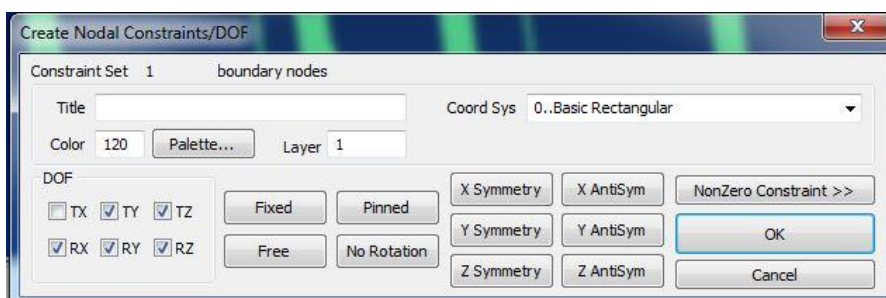 Create Nodal Constraints/DOF
Constraint Set 1 boundary nodes
Title
Coord Sys 0..Basic Rectangular
Color 120 Palette... Layer 1
DOF
TX TY TZ
RX RY RZ
Fixed Pinned
Free No Rotation
X Symmetry X AntiSym
Y Symmetry Y AntiSym
Z Symmetry Z AntiSym
NonZero Constraint >>
OK
Cancel